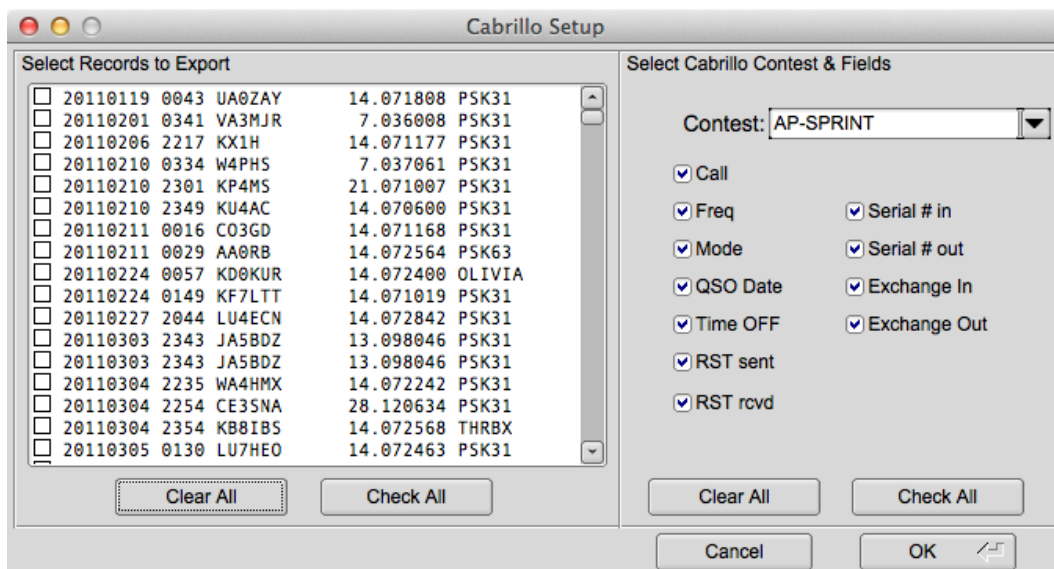 Cabrillo Setup
Select Records to Export
20110119 0043 UA0ZAY 14.071808 PSK31
20110201 0341 VA3MJR 7.036008 PSK31
20110206 2217 KX1H 14.071177 PSK31
20110210 0334 W4PHS 7.037061 PSK31
20110210 2301 KP4MS 21.071007 PSK31
20110210 2349 KU4AC 14.070600 PSK31
20110211 0016 CO3GD 14.071168 PSK31
20110211 0029 AA0RB 14.072564 PSK63
20110224 0057 KD0KUR 14.072400 OLIVIA
20110224 0149 KF7LTT 14.071019 PSK31
20110227 2044 LU4ECN 14.072842 PSK31
20110303 2343 JA5BDZ 13.098046 PSK31
20110303 2343 JA5BDZ 13.098046 PSK31
20110304 2235 WA4HMX 14.072242 PSK31
20110304 2254 CE3SNA 28.120634 PSK31
20110304 2354 KB8IBS 14.072568 THRBX
20110305 0130 LU7HEO 14.072463 PSK31
Clear All Check All
Select Cabrillo Contest & Fields
Contest: AP-SPRINT
Call
Freq Serial # in
Mode Serial # out
QSO Date Exchange In
Time OFF Exchange Out
RST sent
RST rcvd
Clear All Check All
Cancel OK